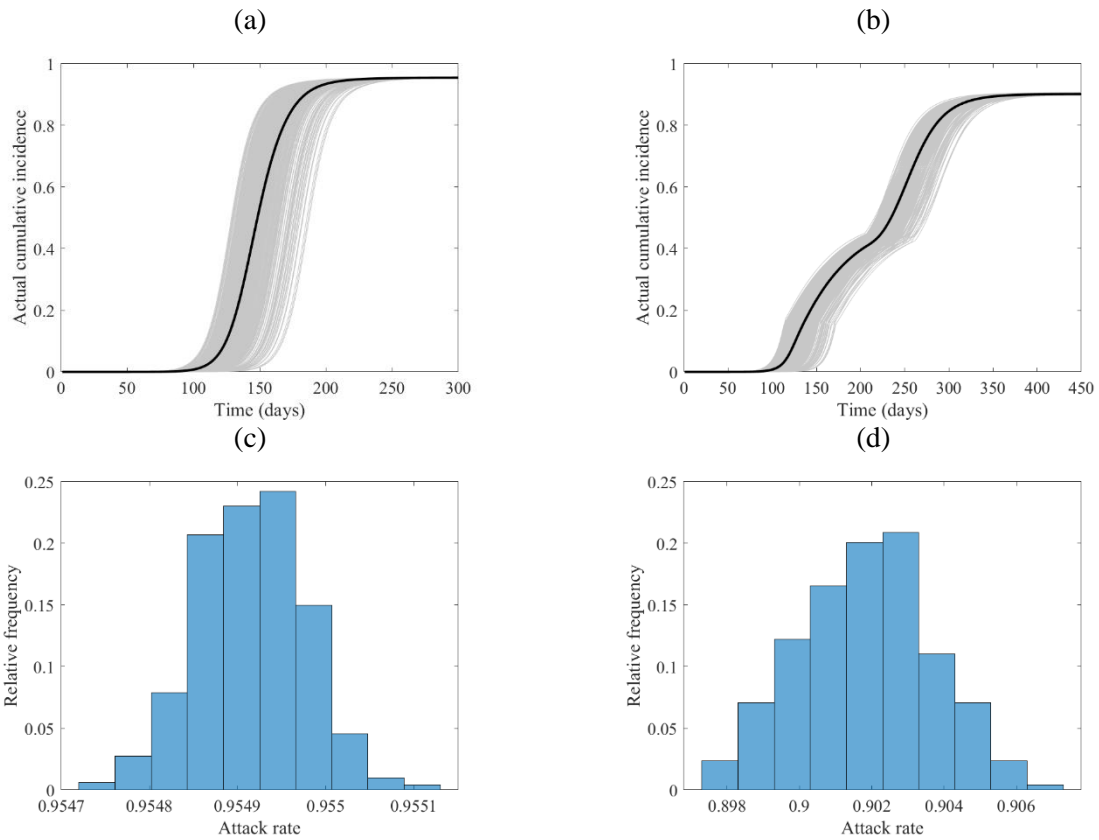 (a)
Actual cumulative incidence
1
0.8
0.6
0.4
0.2
0
0 50 100 150 200 250 300
Time (days)
(b)
Actual cumulative incidence
1
0.8
0.6
0.4
0.2
0
0 50 100 150 200 250 300 350 400 450
Time (days)
(c)
Relative frequency
0.25
0.2
0.15
0.1
0.05
0
0.9547 0.9548 0.9549 0.955 0.9551
Attack rate
(d)
Relative frequency
0.25
0.2
0.15
0.1
0.05
0
0.898 0.9 0.902 0.904 0.906
Attack rate